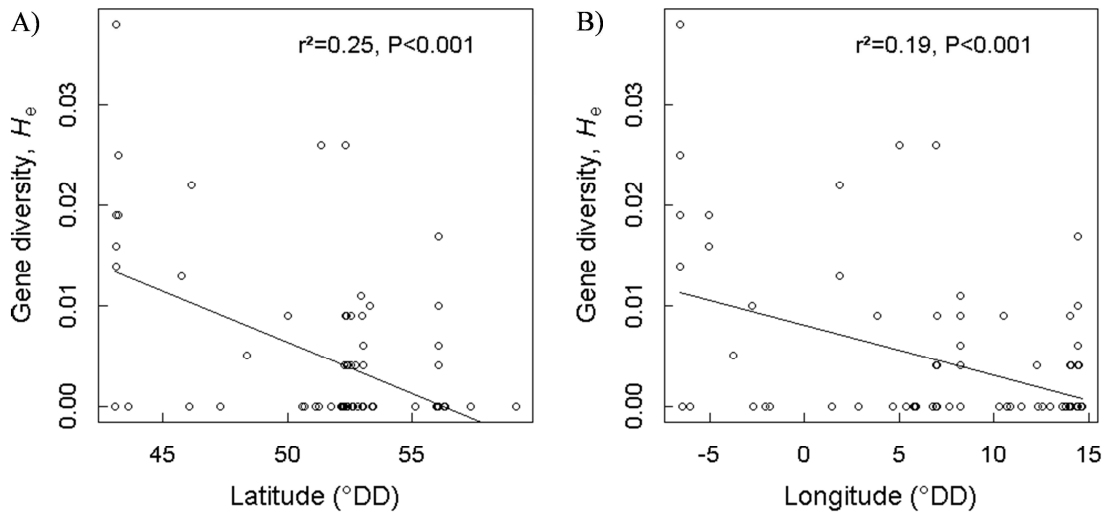 A)
r²=0.25, P<0.001
Gene diversity, He
0.03
0.02
0.01
0.00
45 50 55
Latitude (°DD)
B)
r²=0.19, P<0.001
Gene diversity, He
0.03
0.02
0.01
0.00
-5 0 5 10 15
Longitude (°DD)